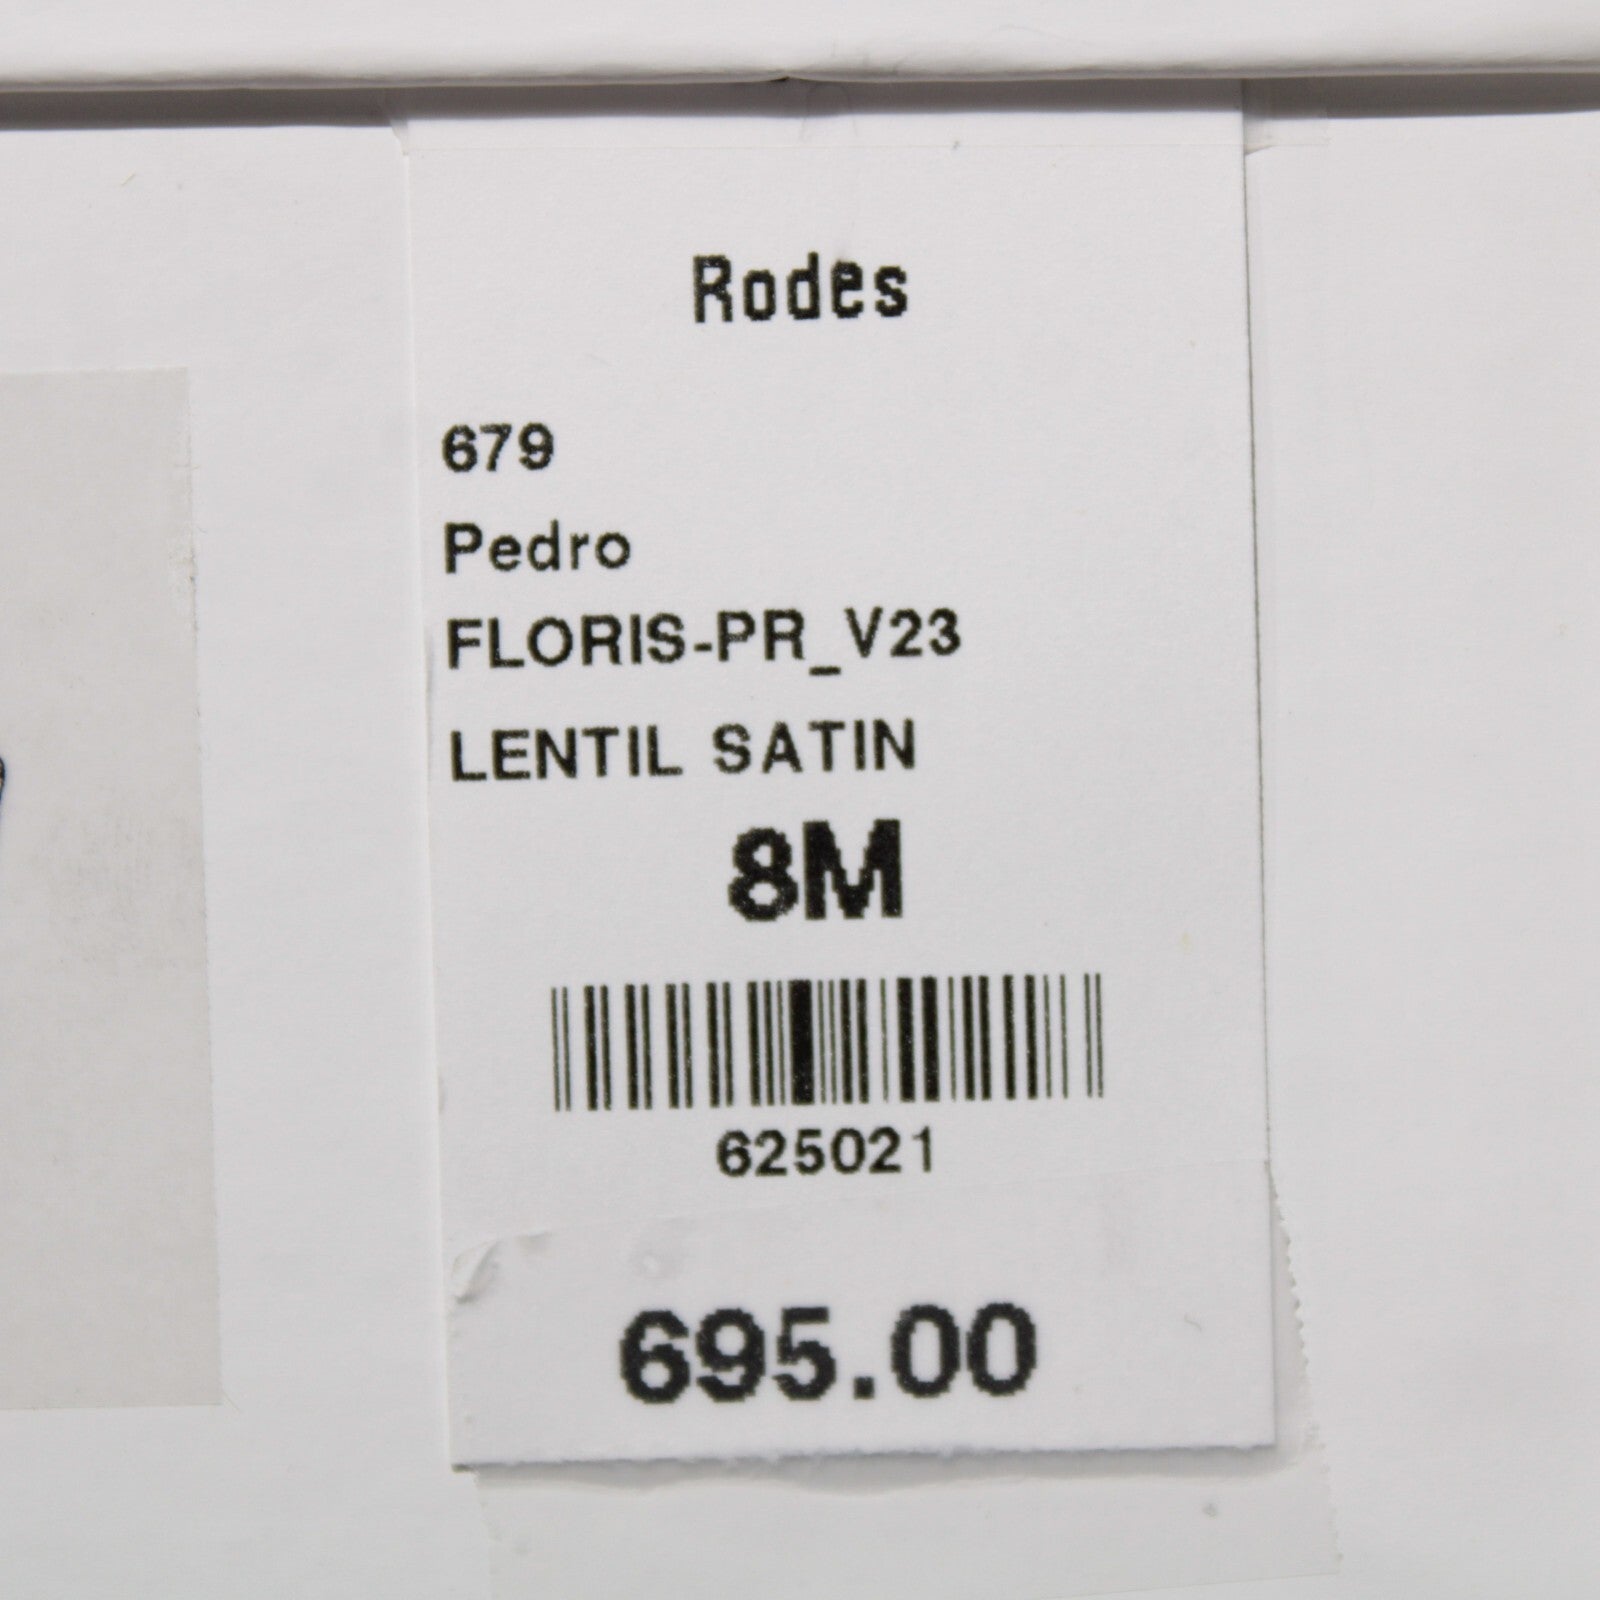 Rodes
679
Pedro
FLORIS-PR_V23
LENTIL SATIN
8M
625021
695.00